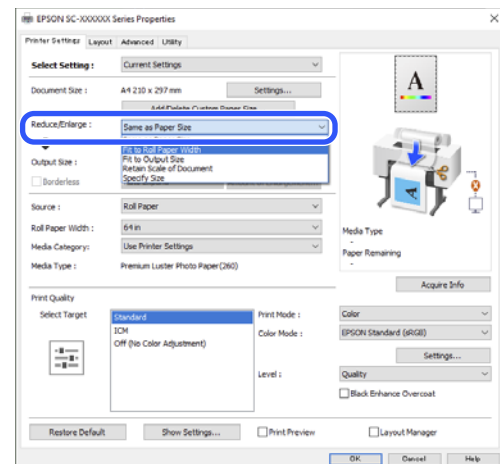 EPSON SC-XXXXXX Series Properties
Printer Settings Layout Advanced Utility
Select Setting : Current Settings
Document Size : A4 210 x 297 mm Settings...
Add/Delete Custom Paper Size
Reduce/Enlarge : Same as Paper Size
Fit to Roll Paper Width
Output Size : Fit to Output Size
Retain Scale of Document
Borderless Specify Size
Source : Roll Paper
Roll Paper Width : 64 in
Media Category: Use Printer Settings
Media Type : Premium Luster Photo Paper(260)
A
A
Media Type
-
Paper Remaining
-
Acquire Info
Print Quality
Select Target Standard
ICM
Off (No Color Adjustment)
Print Mode : Color
Color Mode : EPSON Standard (sRGB)
Settings...
Level : Quality
Black Enhance Overcoat
Restore Default Show Settings... Print Preview Layout Manager
OK Cancel Help